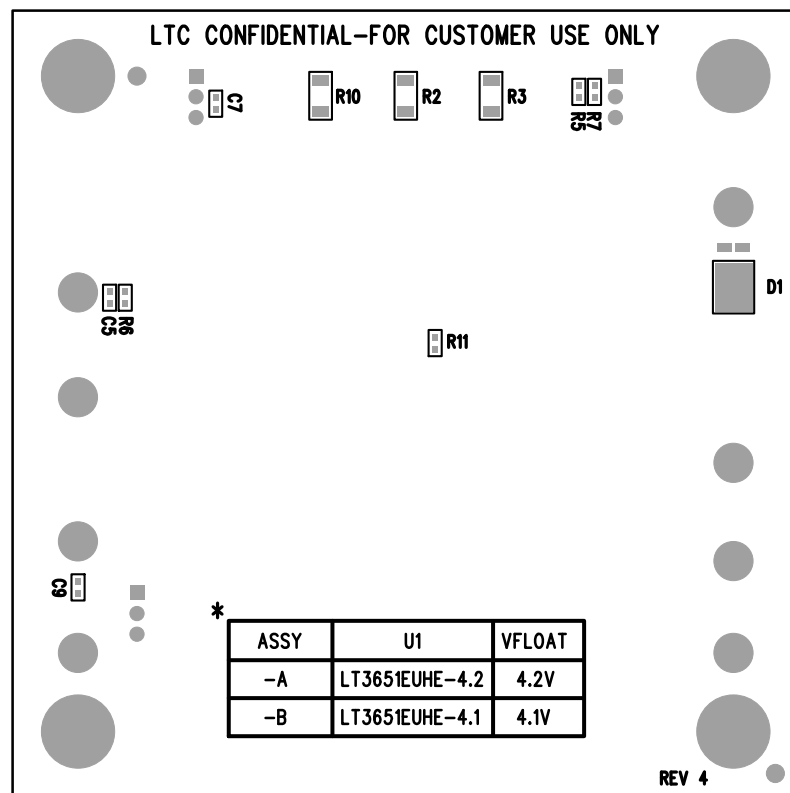 LTC CONFIDENTIAL-FOR CUSTOMER USE ONLY
C7
R10
R2
R3
R5
R7
D1
C5
R6
R11
C9
*
ASSY U1 VFLOAT
-A LT3651EUHE-4.2 4.2V
-B LT3651EUHE-4.1 4.1V
REV 4